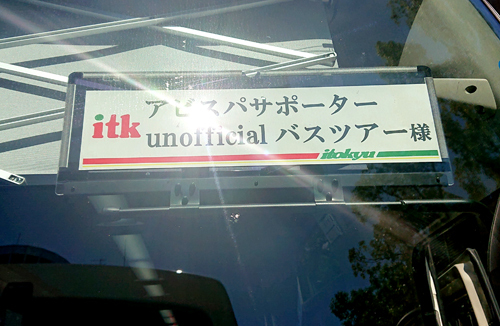 itk
アビスパサポーター
unofficial バスツアー様
itokyu